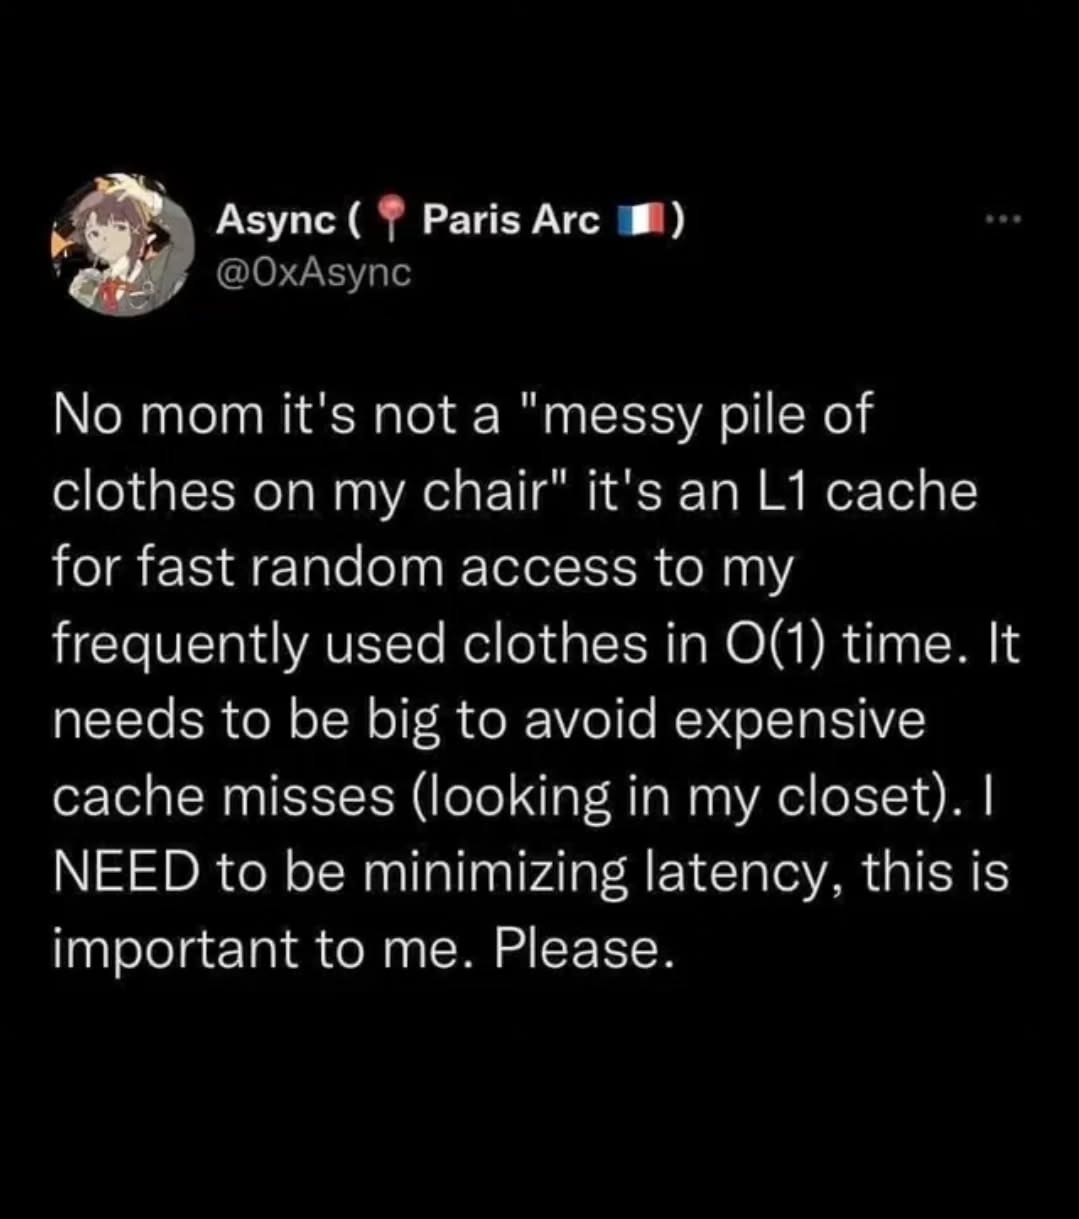 Async (📍 Paris Arc 🇫🇷)
@0xAsync
No mom it's not a "messy pile of
clothes on my chair" it's an L1 cache
for fast random access to my
frequently used clothes in O(1) time. It
needs to be big to avoid expensive
cache misses (looking in my closet). I
NEED to be minimizing latency, this is
important to me. Please.